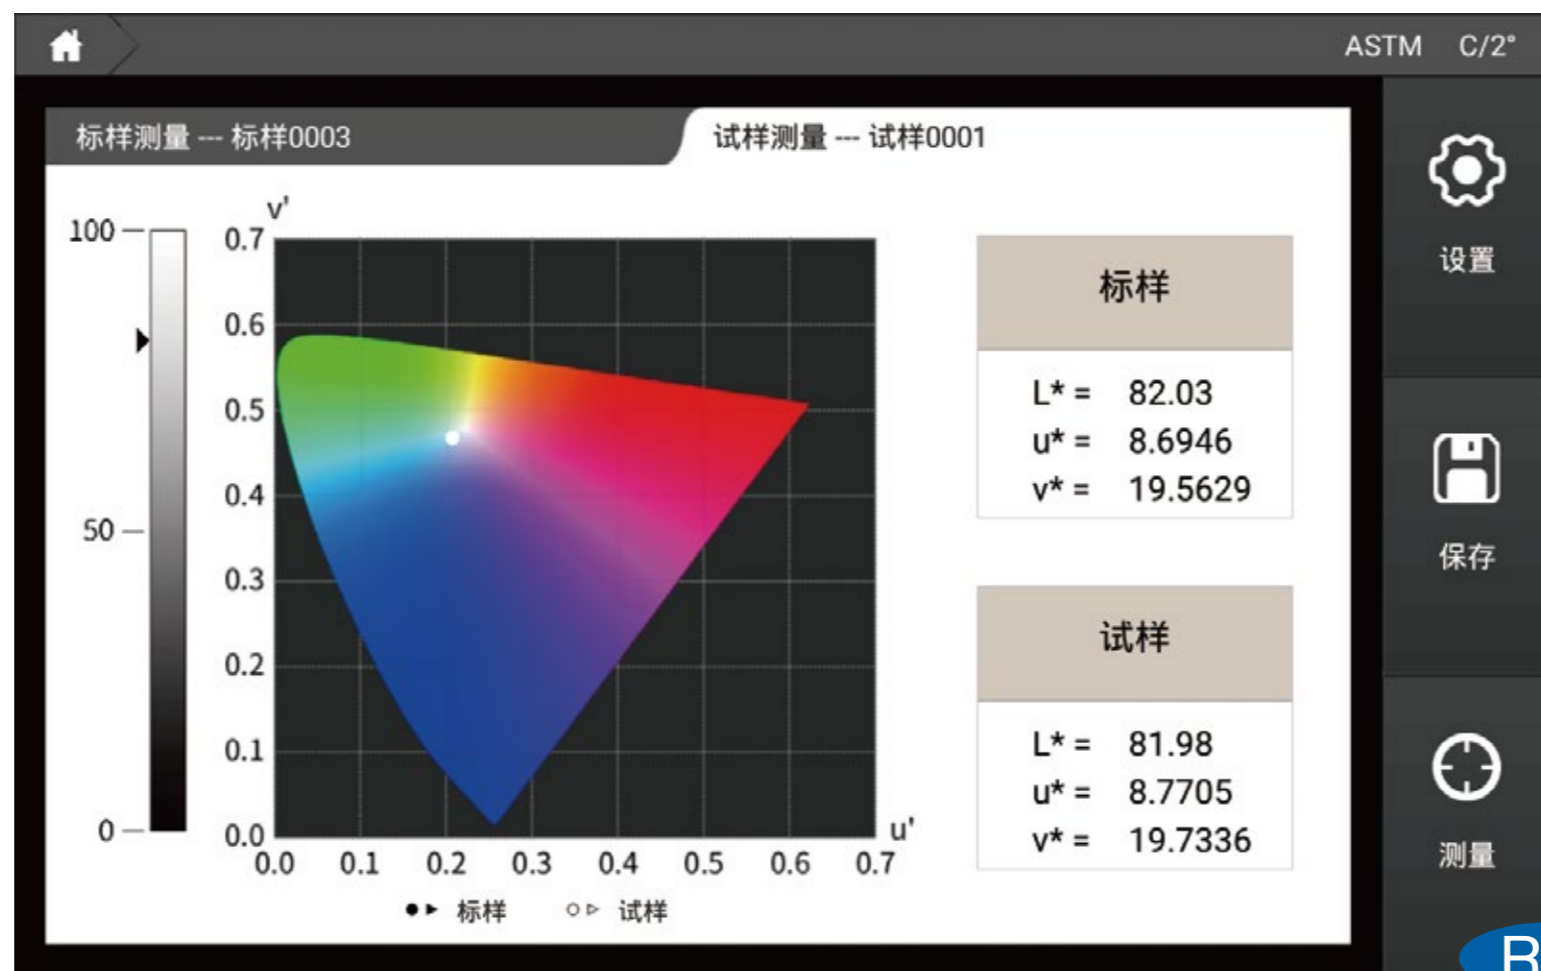 ASTM C/2°
标样测量 --- 标样0003
试样测量 --- 试样0001
设置
保存
测量
100
50
0
v'
0.7
0.6
0.5
0.4
0.3
0.2
0.1
0.0
0.0 0.1 0.2 0.3 0.4 0.5 0.6 0.7
u'
标样 试样
标样
L* = 82.03
u* = 8.6946
v* = 19.5629
试样
L* = 81.98
u* = 8.7705
v* = 19.7336
B